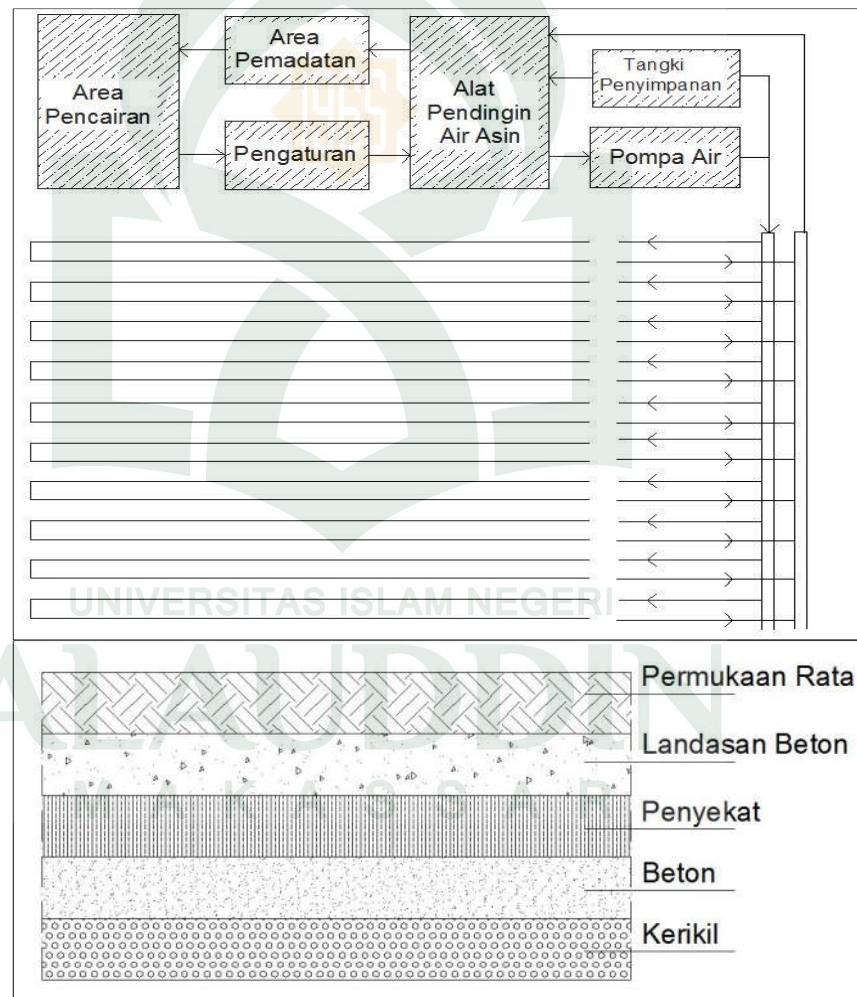 Area
Pencairan
Area
Pemadatan
Pengaturan
Alat
Pendingin
Air Asin
Tangki
Penyimpanan
Pompa Air
UNIVERSITAS ISLAM NEGERI
ALAUDDIN
MAKASSAR
Permukaan Rata
Landasan Beton
Penyekat
Beton
Kerikil